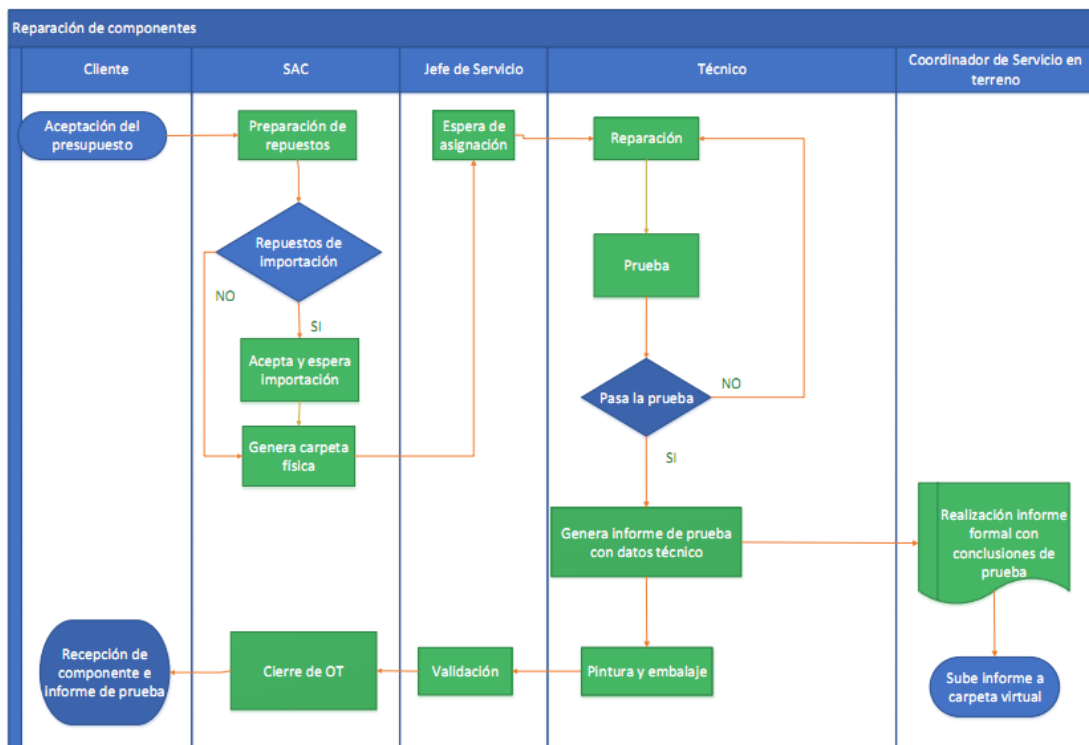 Reparación de componentes
Cliente
SAC
Jefe de Servicio
Técnico
Coordinador de Servicio en
terreno
Aceptación del
presupuesto
Preparación de
repuestos
Espera de
asignación
Reparación
Repuestos de
importación
NO
SI
Prueba
Acepta y espera
importación
Pasa la prueba
NO
SI
Genera carpeta
física
Genera informe de prueba
con datos técnico
Realización informe
formal con
conclusiones de
prueba
Recepción de
componente e
informe de prueba
Cierre de OT
Validación
Pintura y embalaje
Sube informe a
carpeta virtual